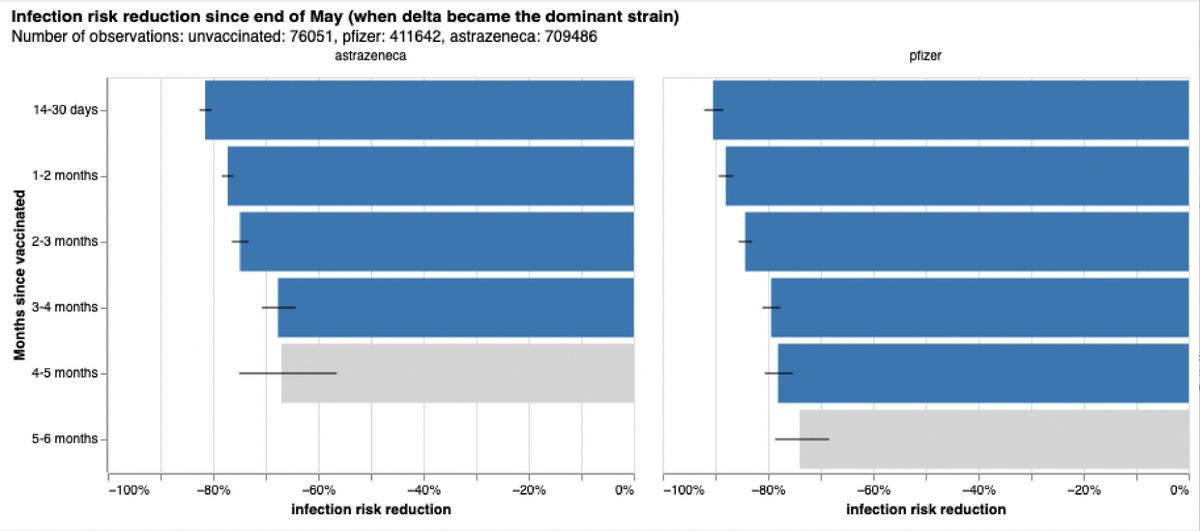 Infection risk reduction since end of May (when delta became the dominant strain)
Number of observations: unvaccinated: 76051, pfizer: 411642, astrazeneca: 709486
astrazeneca
pfizer
Months since vaccinated
14-30 days
1-2 months
2-3 months
3-4 months
4-5 months
5-6 months
−100% −80% −60% −40% −20% 0%
−100% −80% −60% −40% −20% 0%
infection risk reduction
infection risk reduction